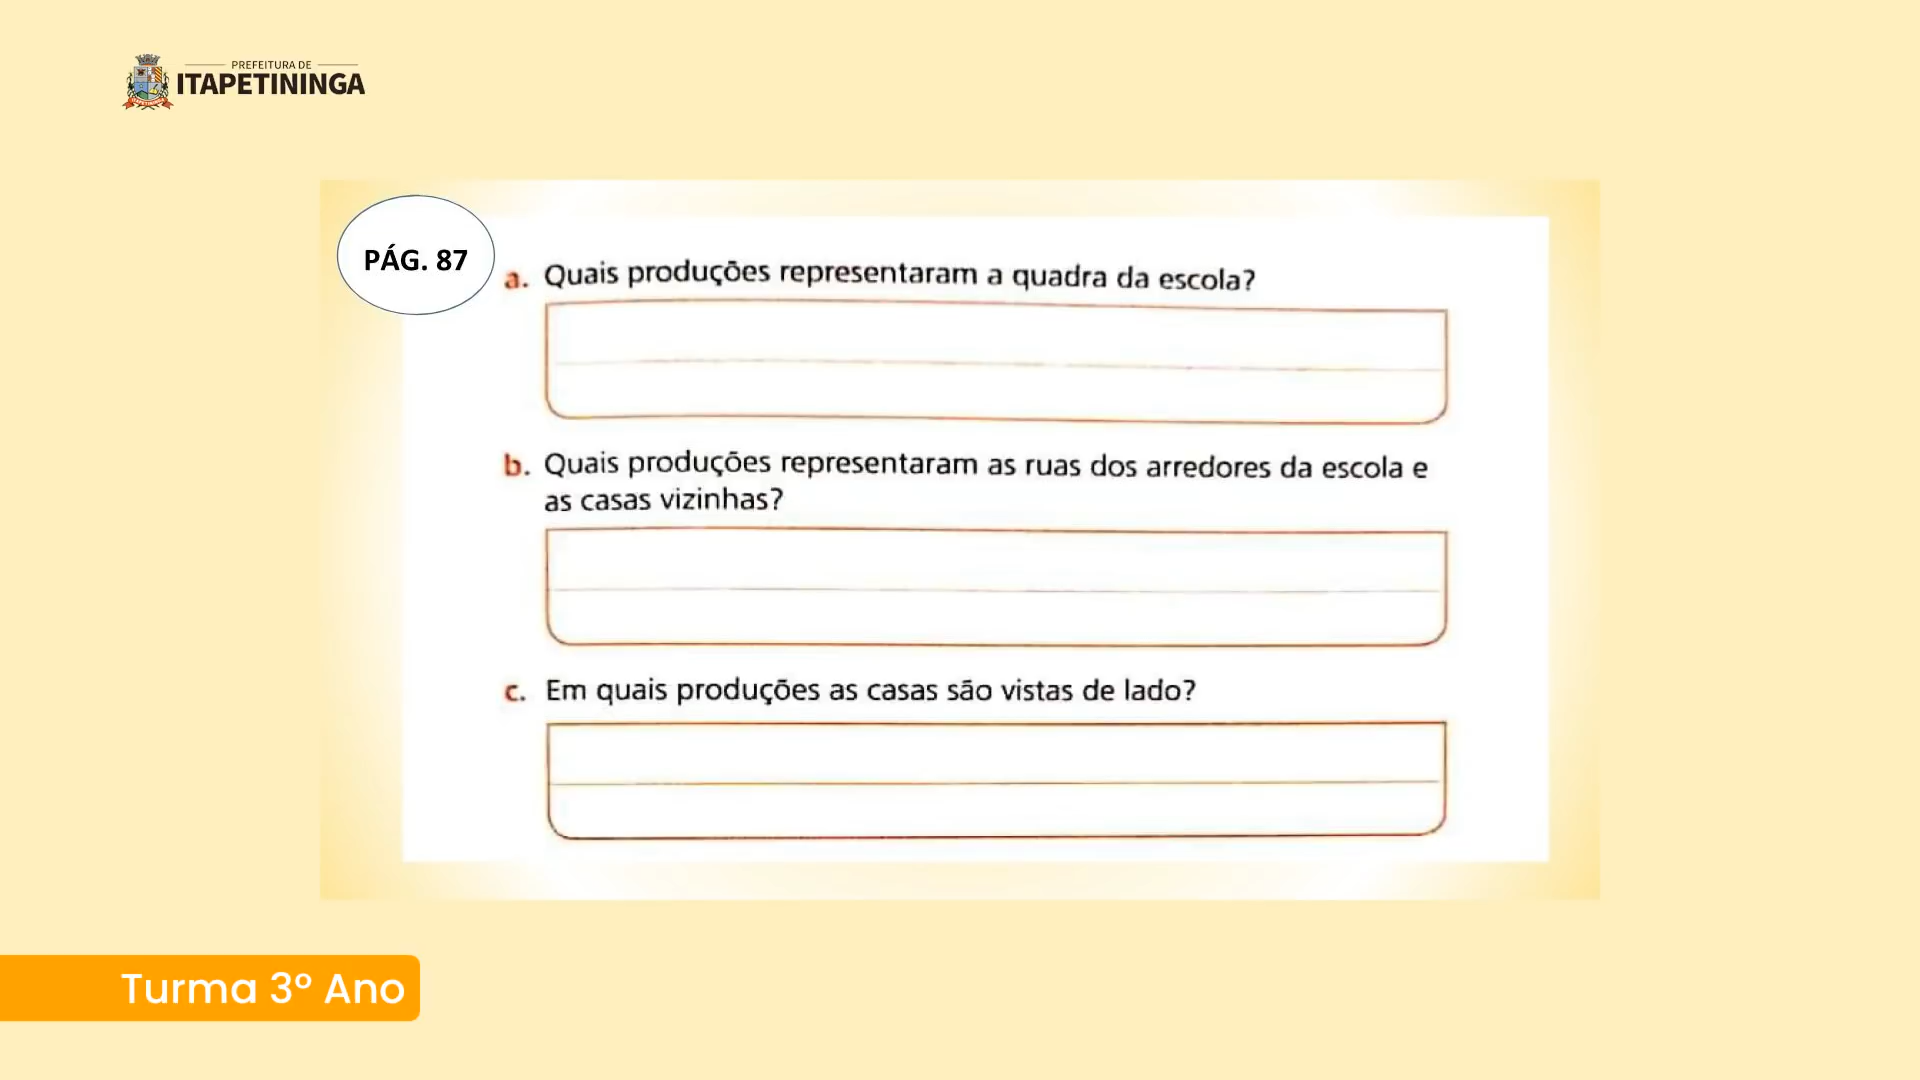 PREFEITURA DE
ITAPETININGA
PÁG. 87
a. Quais produções representaram a quadra da escola?
b. Quais produções representaram as ruas dos arredores da escola e
as casas vizinhas?
c. Em quais produções as casas são vistas de lado?
Turma 3º Ano